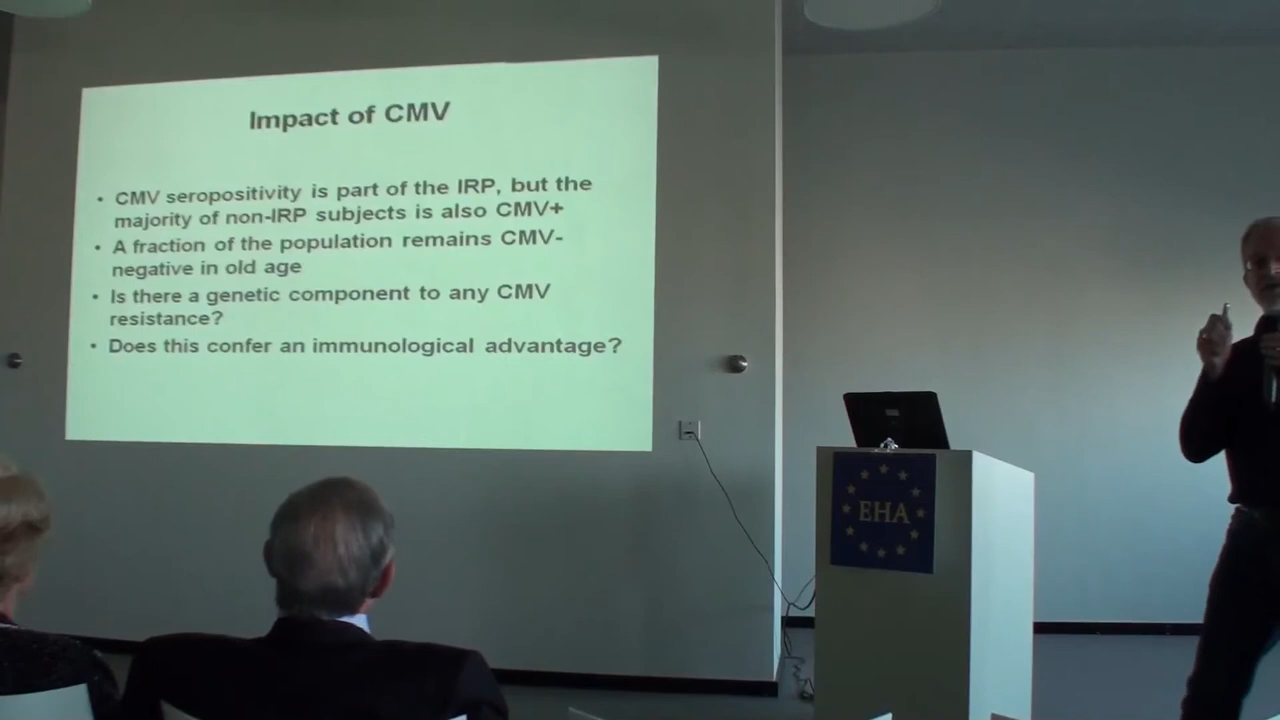 Impact of CMV
• CMV seropositivity is part of the IRP, but the
majority of non-IRP subjects is also CMV+
• A fraction of the population remains CMV-
negative in old age
• Is there a genetic component to any CMV
resistance?
• Does this confer an immunological advantage?
EHA